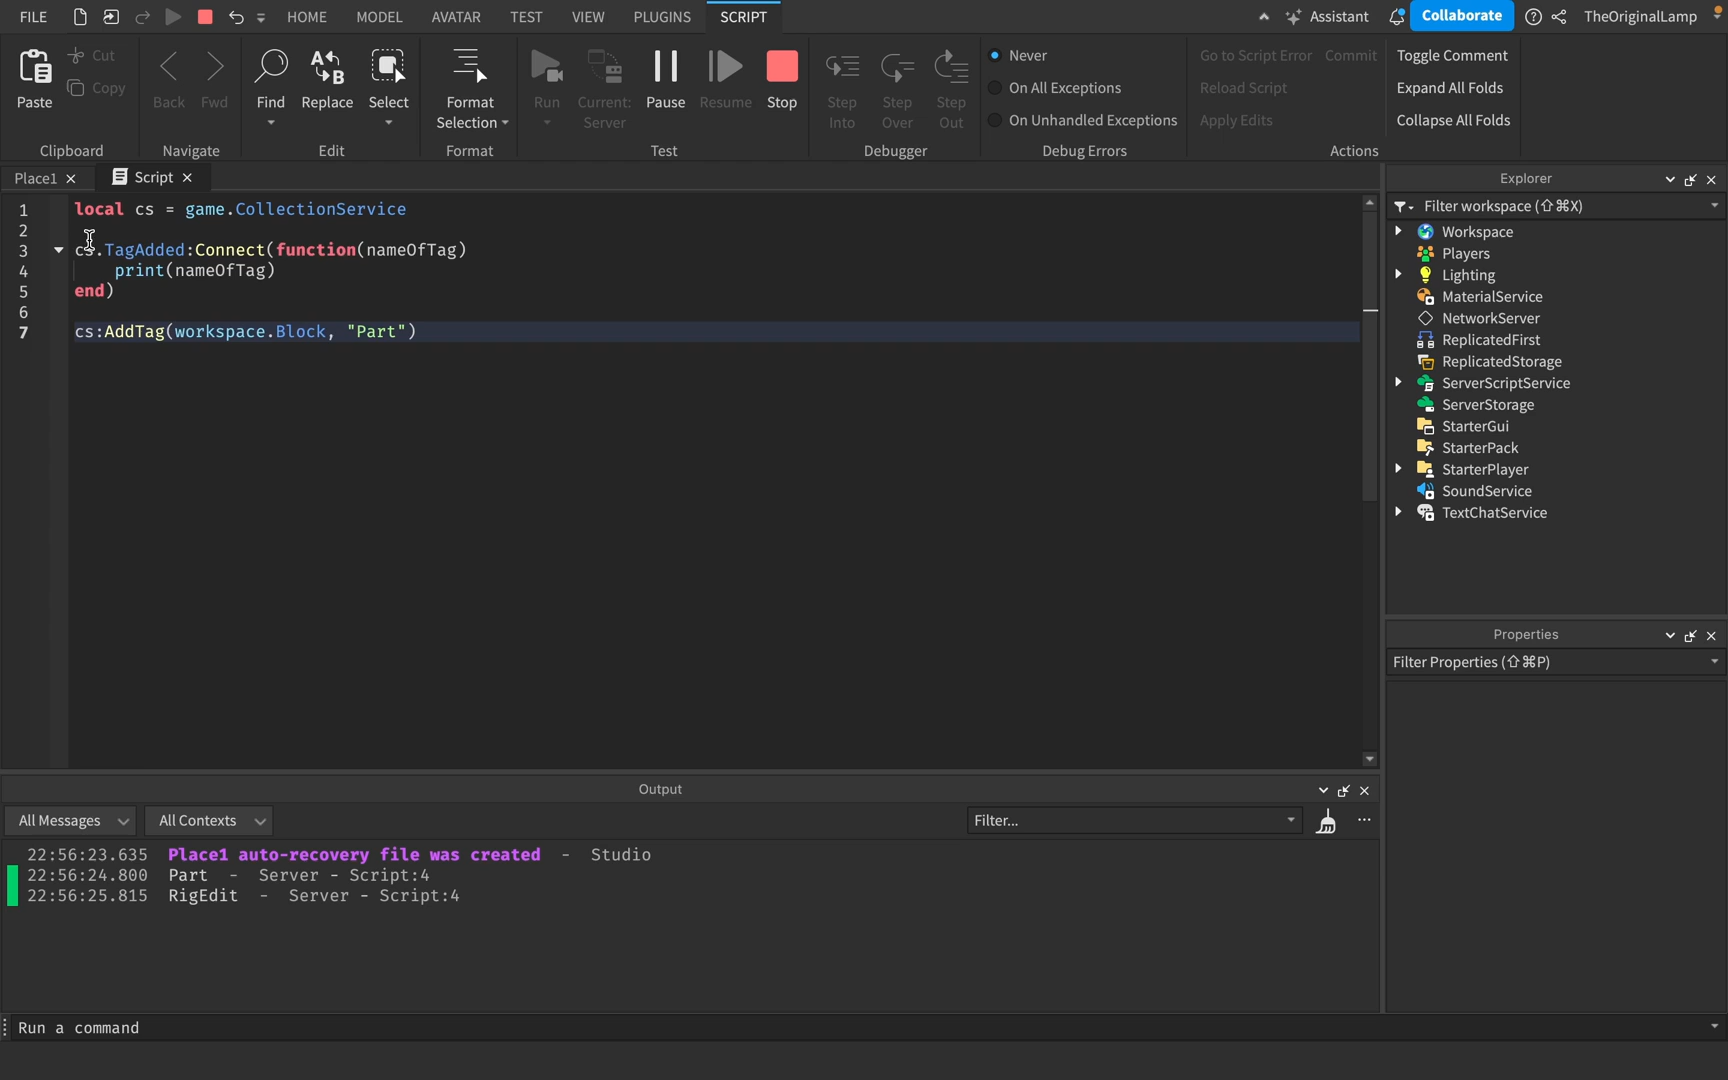 FILE HOME MODEL AVATAR TEST VIEW PLUGINS SCRIPT Assistant Collaborate TheOriginalLamp
Paste Cut Copy
Clipboard
Back Fwd
Navigate
Find Replace Select
Edit
Format Selection
Format
Run Current: Server Pause Resume Stop
Test
Step Into Step Over Step Out
Debugger
Never
On All Exceptions
On Unhandled Exceptions
Debug Errors
Go to Script Error Commit Toggle Comment
Reload Script Expand All Folds
Apply Edits Collapse All Folds
Actions
Place1 Script
1 local cs = game.CollectionService
2
3 cs.TagAdded:Connect(function(nameOfTag)
4 print(nameOfTag)
5 end)
6
7 cs:AddTag(workspace.Block, "Part")
Explorer
Filter workspace (⇧⌘X)
Workspace
Players
Lighting
MaterialService
NetworkServer
ReplicatedFirst
ReplicatedStorage
ServerScriptService
ServerStorage
StarterGui
StarterPack
StarterPlayer
SoundService
TextChatService
Properties
Filter Properties (⇧⌘P)
Output
All Messages All Contexts Filter...
22:56:23.635 Place1 auto-recovery file was created - Studio
22:56:24.800 Part - Server - Script:4
22:56:25.815 RigEdit - Server - Script:4
Run a command